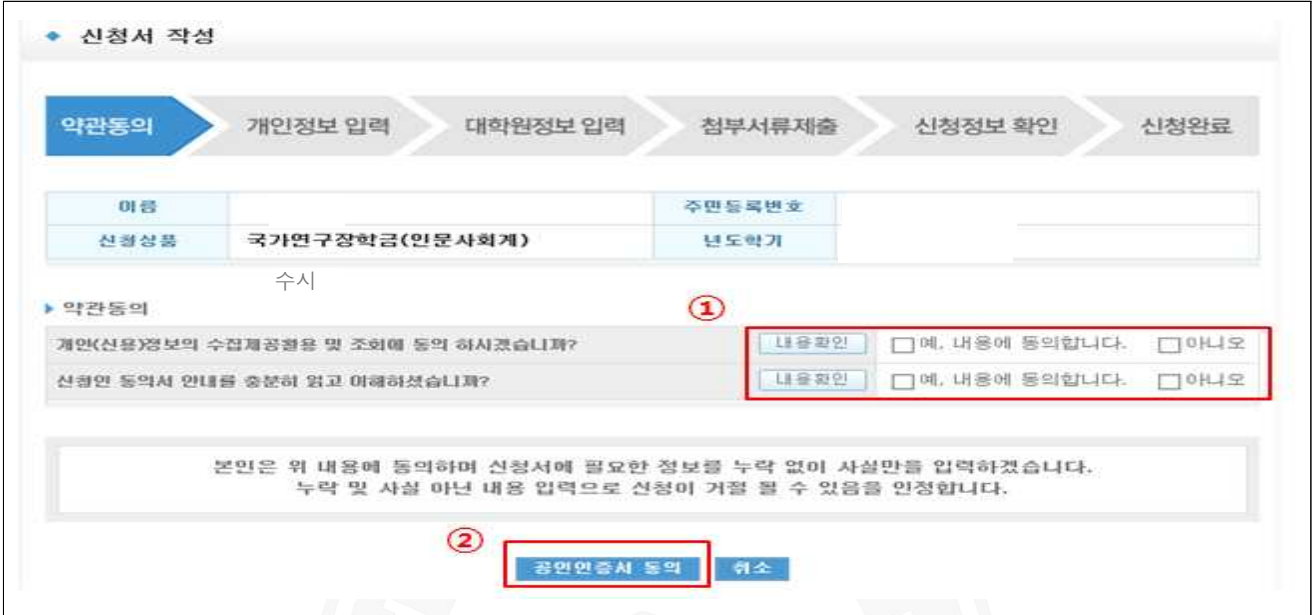 신청서 작성
약관동의 개인정보 입력 대학원정보 입력 첨부서류제출 신청정보 확인 신청완료
이름 주민등록번호
신청상품 국가연구장학금(인문사회계) 년도학기
수시
약관동의
①
개인(신용)정보의 수집제공활용 및 조회에 동의 하시겠습니까? 내용확인 예, 내용에 동의합니다. 아니오
신청인 동의서 안내를 충분히 읽고 이해하셨습니까? 내용확인 예, 내용에 동의합니다. 아니오
본인은 위 내용에 동의하며 신청서에 필요한 정보를 누락 없이 사실만을 입력하겠습니다.
누락 및 사실 아닌 내용 입력으로 신청이 거절 될 수 있음을 인정합니다.
②
공인인증서 동의 취소